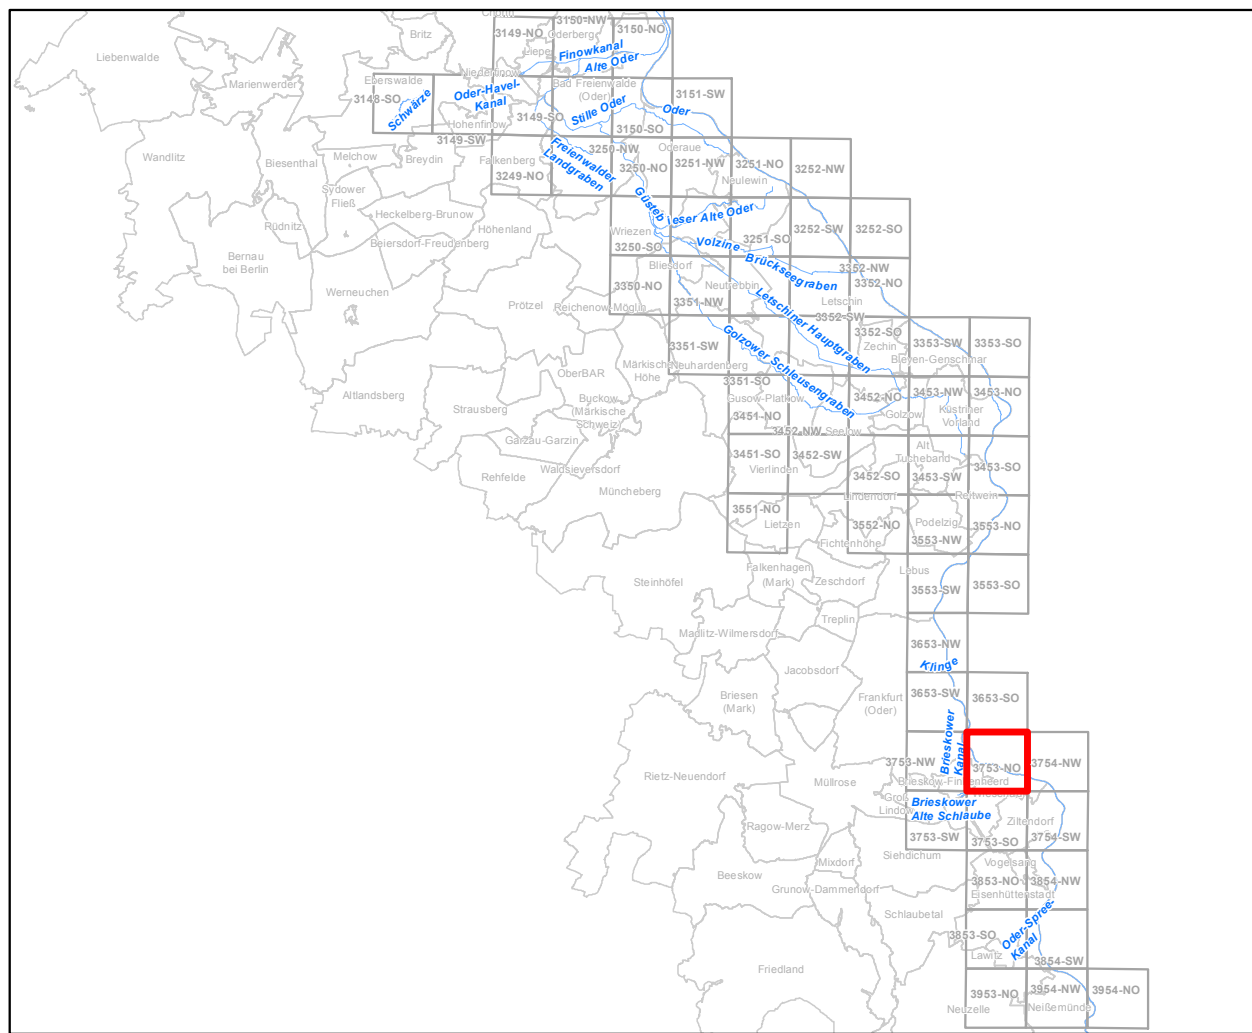 Chorin
3150-NW
Britz
3149-NO
Oderberg
3150-NO
Liepe
Finowkanal
Alte Oder
Liebenwalde
Marienwerder
Niederfinow
Eberswalde
Bad Freienwalde
(Oder)
3148-SO
Schwärze
Oder-Havel-
Kanal
3151-SW
Stille Oder
Oder
Hohenfinow
3149-SO
3150-SO
3149-SW
Freienwalder
Landgraben
3250-NW
Oderaue
Wandlitz
Biesenthal
Melchow
Breydin
Falkenberg
3249-NO
3250-NO
3251-NW
3251-NO
3252-NW
Neulewin
Sydower
Fließ
Rüdnitz
Heckelberg-Brunow
Höhenland
Beiersdorf-Freudenberg
Güsteb
ieser Alte Oder
Wriezen
3250-SO
3251-SO
3252-SW
3252-SO
Volzine
Brückseegraben
Bernau
bei Berlin
Werneuchen
Bliesdorf
3352-NW
3352-NO
3350-NO
Neutrebbin
Letschin
Prötzel
Reichenow-Möglin
3351-NW
Letschiner Hauptgraben
3352-SW
3352-SO
Zechin
3353-SW
3353-SO
Golzower Schleusengraben
3351-SW
Bleyen-Genschmar
Märkische
Höhe
Neuhardenberg
OberBAR
3351-SO
Altlandsberg
Strausberg
Buckow
(Märkische
Schweiz)
Gusow-Platkow
3451-NO
3452-NO
3453-NW
3453-NO
Golzow
Küstriner
Vorland
3452-NW
Seelow
Garzau-Garzin
Alt
Tucheband
3451-SO
3452-SW
Rehfelde
Waldsieversdorf
Vierlinden
3452-SO
3453-SW
3453-SO
Müncheberg
Lindendorf
Reitwein
3551-NO
Lietzen
3552-NO
Podelzig
3553-NW
3553-NO
Fichtenhöhe
Falkenhagen
(Mark)
Lebus
Steinhöfel
Zeschdorf
3553-SW
3553-SO
Treplin
Madlitz-Wilmersdorf
3653-NW
Jacobsdorf
Klinge
Briesen
(Mark)
Frankfurt
(Oder)
3653-SW
3653-SO
Brieskower
Kanal
3753-NW
3753-NO
3754-NW
Rietz-Neuendorf
Müllrose
Brieskow-Finkenheerd
Groß
Lindow
Brieskower
Alte Schlaube
Ziltendorf
Ragow-Merz
3753-SW
3753-SO
3754-SW
Mixdorf
Siehdichum
Vogelsang
Beeskow
Grunow-Dammendorf
3853-NO
3854-NW
Eisenhüttenstadt
Schlaubetal
Oder-Spree-
Kanal
3853-SO
Lawitz
3854-SW
Friedland
3953-NO
3954-NW
3954-NO
Neuzelle
Neißemünde